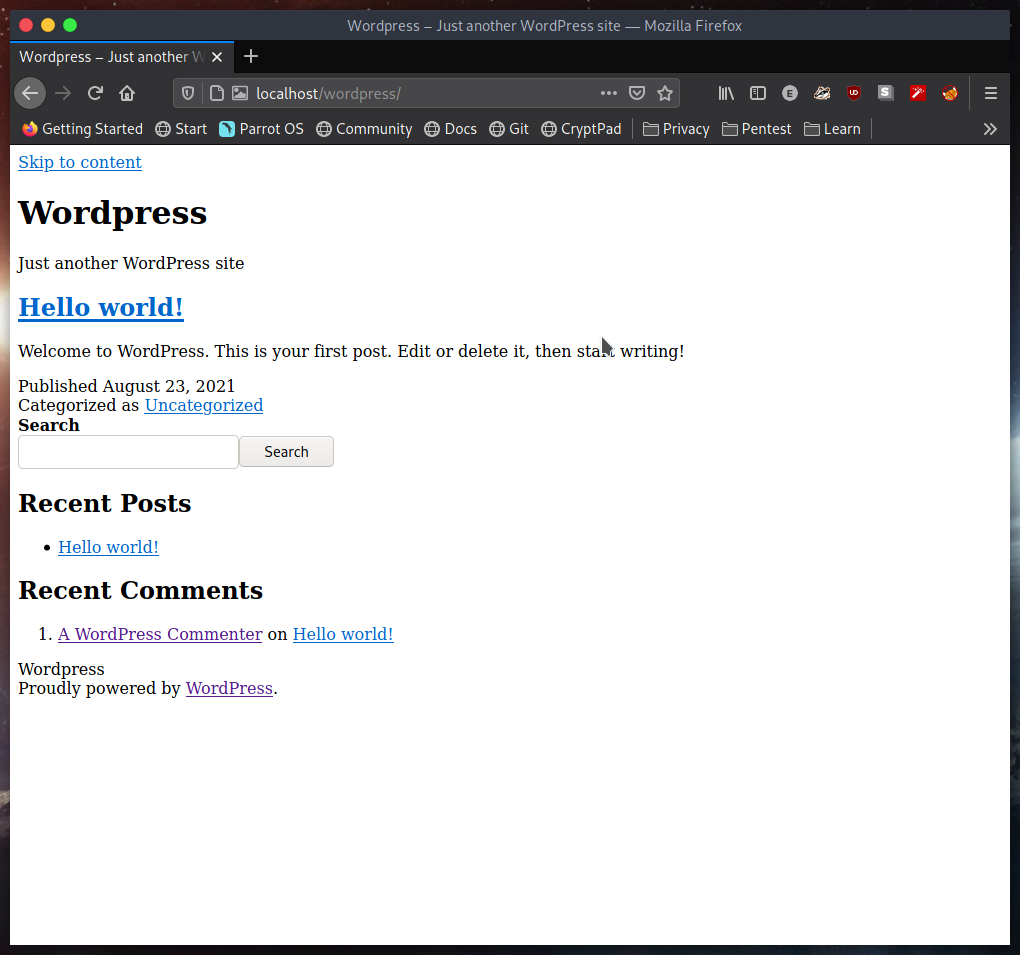 Wordpress – Just another WordPress site — Mozilla Firefox
Wordpress – Just another W
localhost/wordpress/
Getting Started Start Parrot OS Community Docs Git CryptPad Privacy Pentest Learn
Skip to content
Wordpress
Just another WordPress site
Hello world!
Welcome to WordPress. This is your first post. Edit or delete it, then start writing!
Published August 23, 2021
Categorized as Uncategorized
Search
Search
Recent Posts
• Hello world!
Recent Comments
1. A WordPress Commenter on Hello world!
Wordpress
Proudly powered by WordPress.